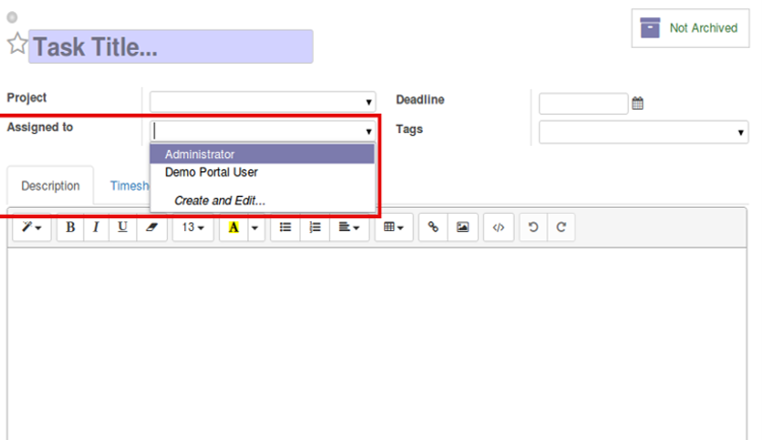 Not Archived
Task Title...
Project
Deadline
Assigned to
Tags
Administrator
Demo Portal User
Create and Edit...
Description
Timesh
B I U 13 A